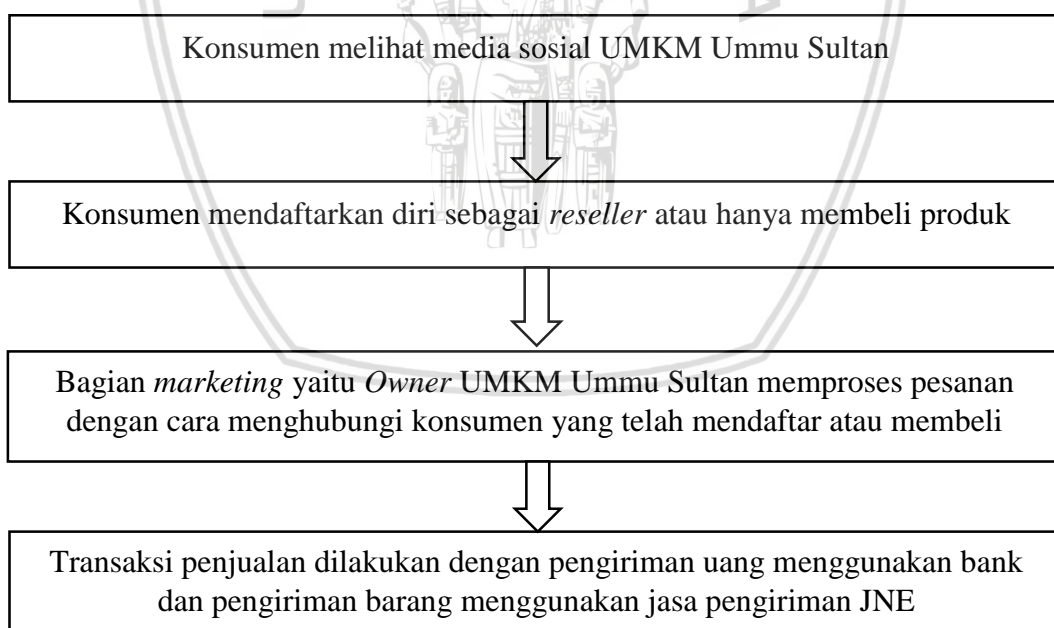 Konsumen melihat media sosial UMKM Ummu Sultan
Konsumen mendaftarkan diri sebagai reseller atau hanya membeli produk
Bagian marketing yaitu Owner UMKM Ummu Sultan memproses pesanan
dengan cara menghubungi konsumen yang telah mendaftar atau membeli
Transaksi penjualan dilakukan dengan pengiriman uang menggunakan bank
dan pengiriman barang menggunakan jasa pengiriman JNE